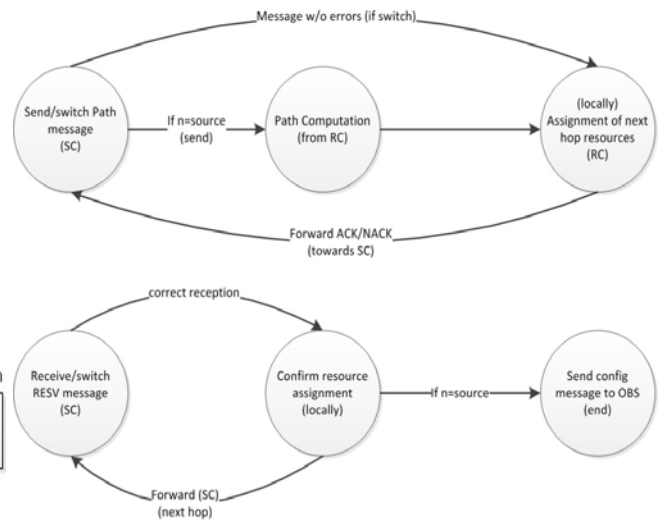 Message w/o errors (if switch)
Send/switch Path
message
(SC)
If n=source
(send)
Path Computation
(from RC)
(locally)
Assignment of next
hop resources
(RC)
Forward ACK/NACK
(towards SC)
correct reception
Receive/switch
RESV message
(SC)
Confirm resource
assignment
(locally)
If n=source
Send config
message to OBS
(end)
Forward (SC)
(next hop)